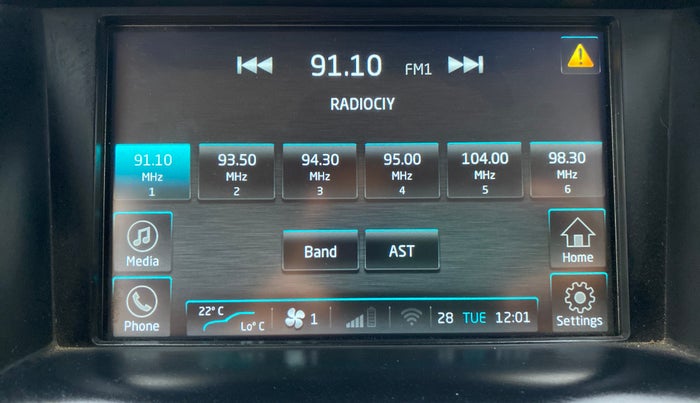 91.10 FM1
RADIOCIY
91.10 93.50 94.30 95.00 104.00 98.30
MHz MHz MHz MHz MHz MHz
1 2 3 4 5 6
Media Band AST Home
Phone 22° C Lo° C 1 28 TUE 12:01 Settings